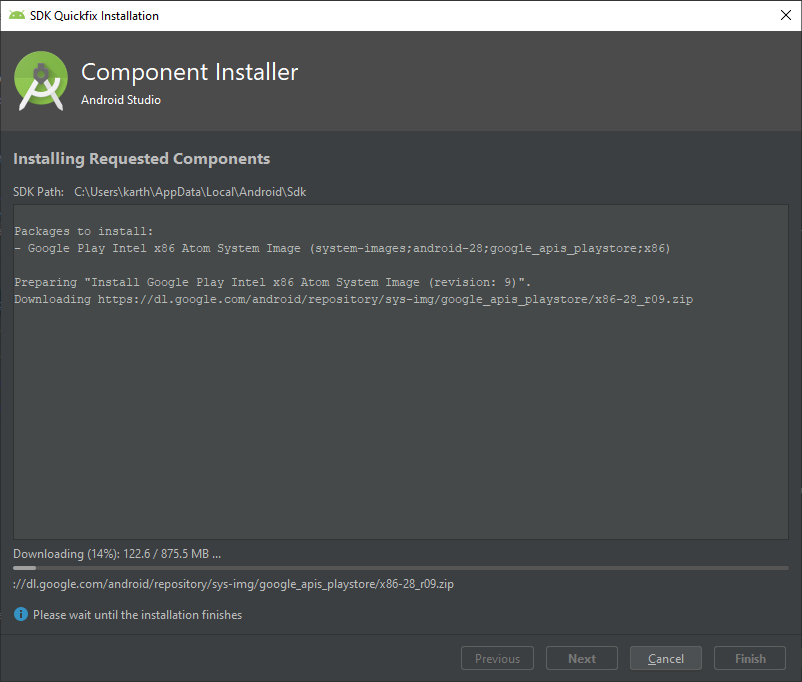 SDK Quickfix Installation
Component Installer
Android Studio
Installing Requested Components
SDK Path: C:\Users\karth\AppData\Local\Android\Sdk
Packages to install:
- Google Play Intel x86 Atom System Image (system-images;android-28;google_apis_playstore;x86)
Preparing "Install Google Play Intel x86 Atom System Image (revision: 9)".
Downloading https://dl.google.com/android/repository/sys-img/google_apis_playstore/x86-28_r09.zip
Downloading (14%): 122.6 / 875.5 MB ...
://dl.google.com/android/repository/sys-img/google_apis_playstore/x86-28_r09.zip
Please wait until the installation finishes
Previous Next Cancel Finish